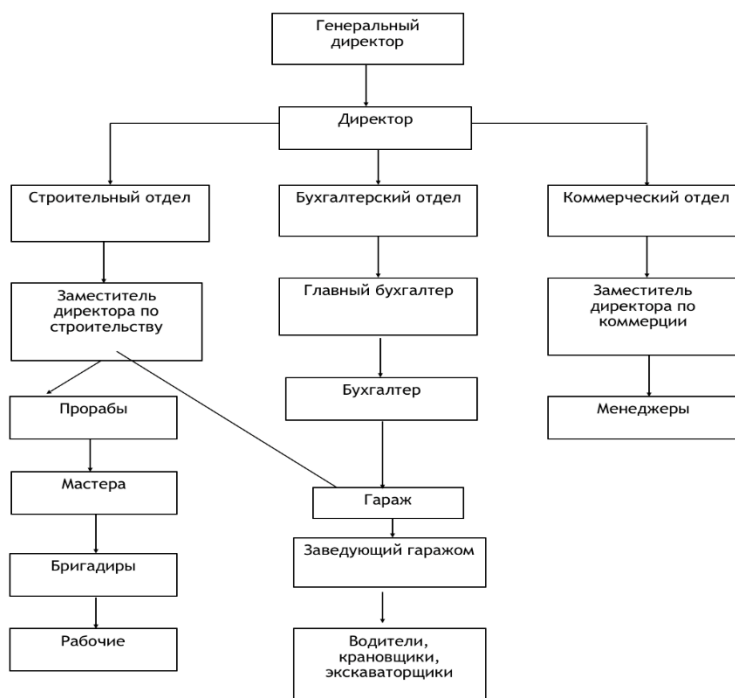 Генеральный
директор
Директор
Строительный отдел
Бухгалтерский отдел
Коммерческий отдел
Заместитель
директора по
строительству
Главный бухгалтер
Заместитель
директора по
коммерции
Прорабы
Бухгалтер
Менеджеры
Мастера
Гараж
Бригадиры
Заведующий гаражом
Рабочие
Водители,
крановщики,
экскаваторщики